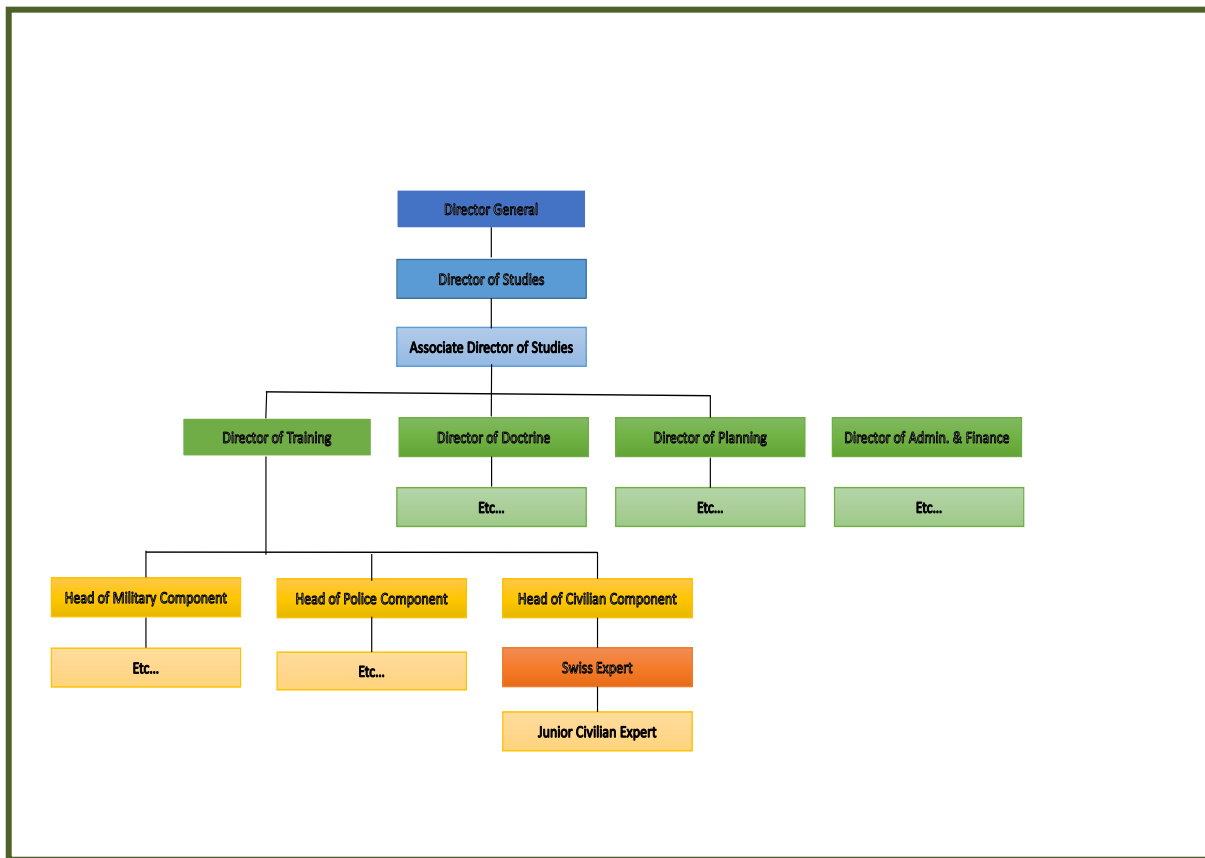 Director General
Director of Studies
Associate Director of Studies
Director of Training
Director of Doctrine
Director of Planning
Director of Admin. & Finance
Etc...
Etc...
Etc...
Head of Military Component
Head of Police Component
Head of Civilian Component
Etc...
Etc...
Swiss Expert
Junior Civilian Expert